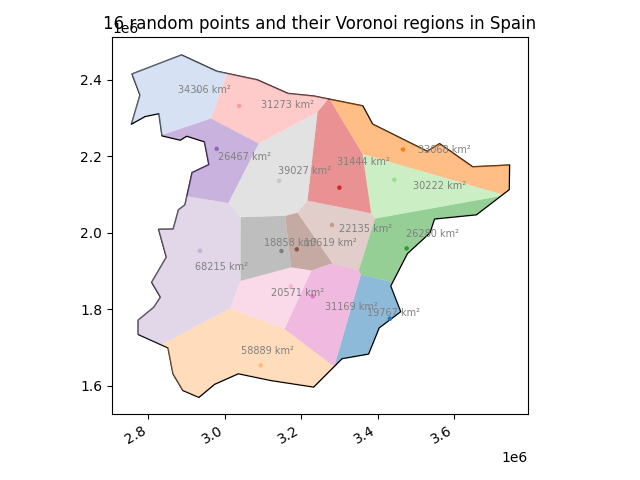 16 random points and their Voronoi regions in Spain
1e6
2.4
2.2
2.0
1.8
1.6
34306 km²
31273 km²
33068 km²
26467 km²
31444 km²
39027 km²
30222 km²
22135 km²
26280 km²
18858 km²
68215 km²
20571 km²
31169 km²
19767 km²
58889 km²
2.8
3.0
3.2
3.4
3.6
1e6